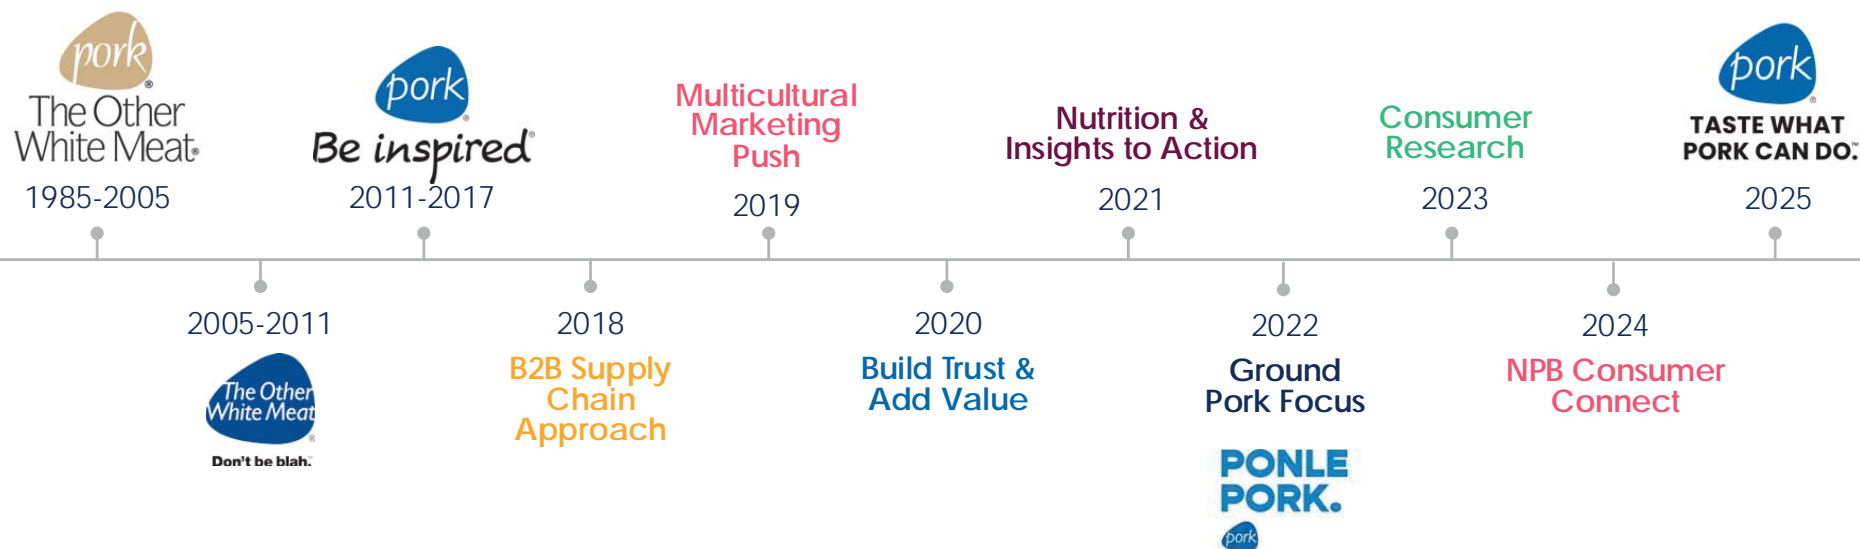 pork
®
The Other
White Meat®
1985-2005
2005-2011
The Other
White Meat
®
Don't be blah.™
pork
®
Be inspired®
2011-2017
2018
B2B Supply
Chain
Approach
Multicultural
Marketing
Push
2019
2020
Build Trust &
Add Value
Nutrition &
Insights to Action
2021
2022
Ground
Pork Focus
PONLE
PORK.
pork
Consumer
Research
2023
2024
NPB Consumer
Connect
pork
®
TASTE WHAT
PORK CAN DO.™
2025